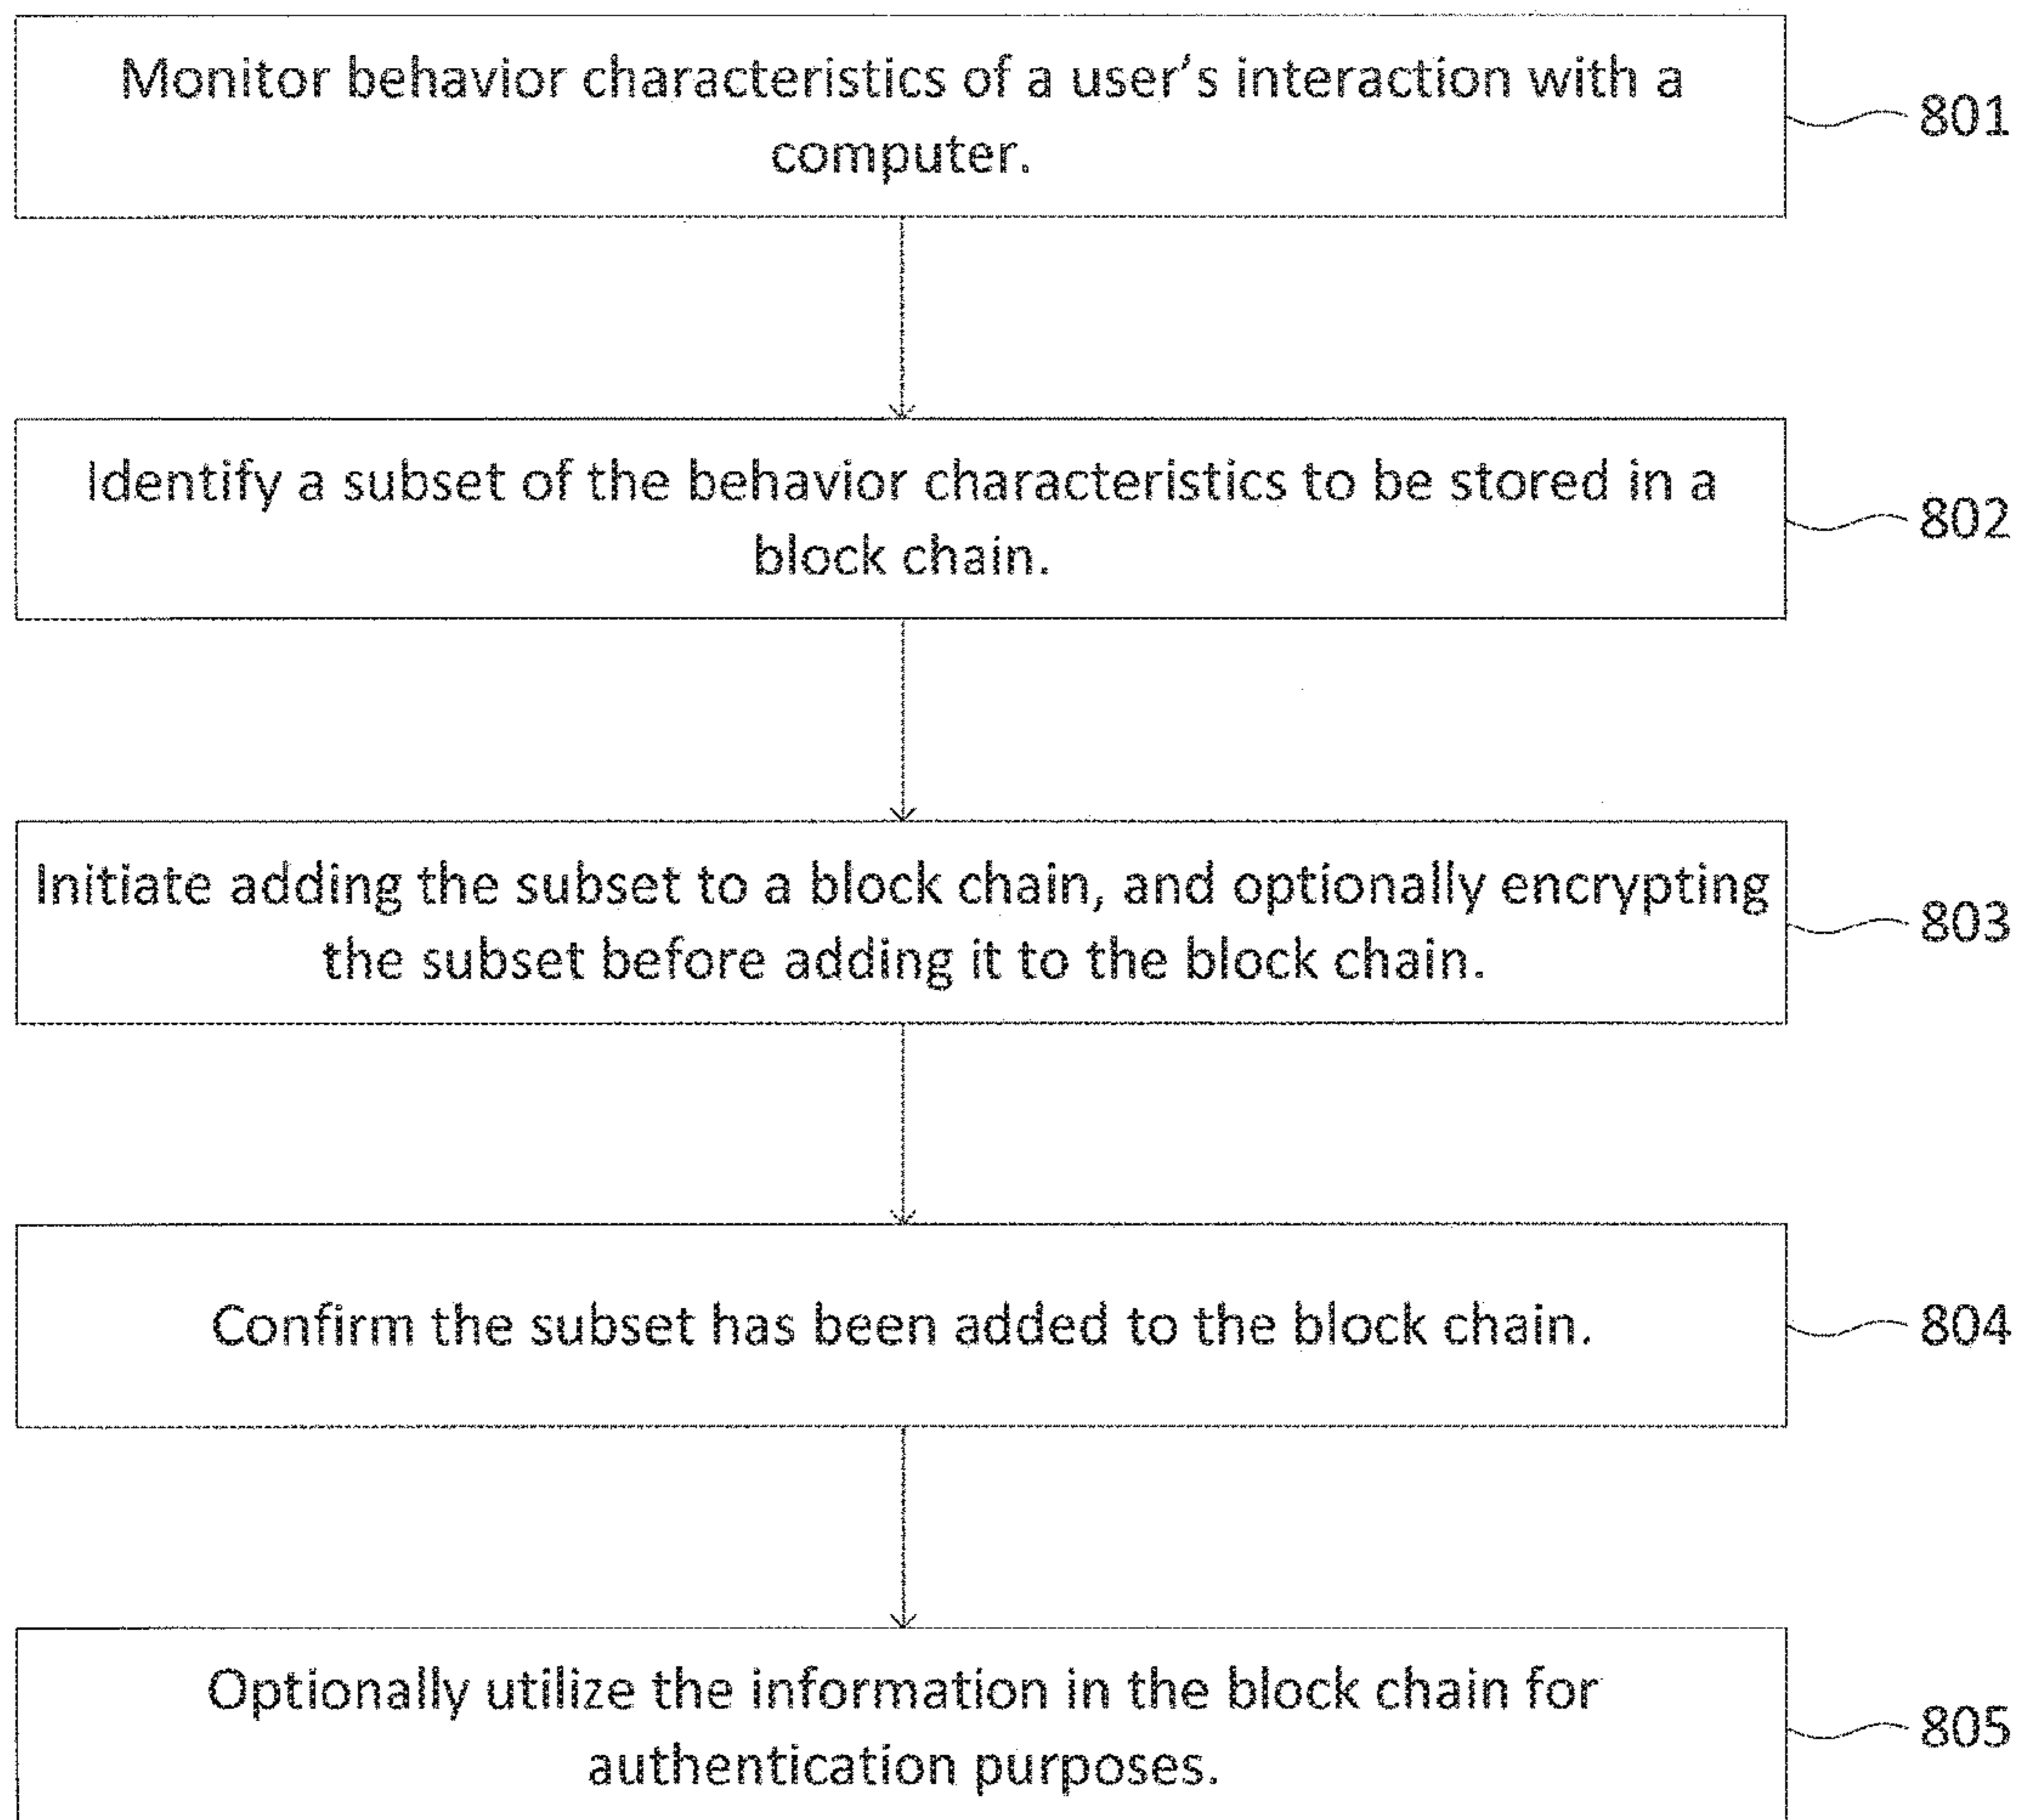 Monitor behavior characteristics of a user's interaction with a
computer.
801
Identify a subset of the behavior characteristics to be stored in a
block chain.
802
Initiate adding the subset to a block chain, and optionally encrypting
the subset before adding it to the block chain.
803
Confirm the subset has been added to the block chain.
804
Optionally utilize the information in the block chain for
authentication purposes.
805